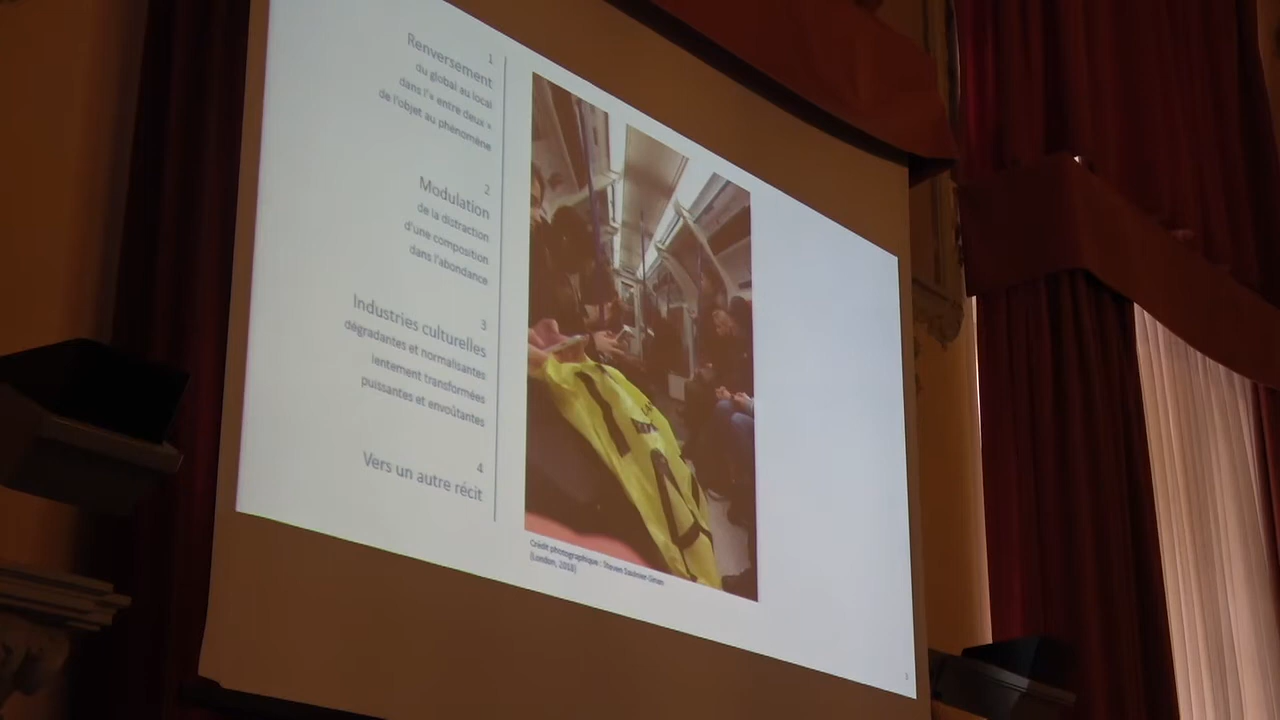 1
Renversement
du global au local
dans l'« entre deux »
de l'objet au phénomène
2
Modulation
de la distraction
d'une composition
dans l'abondance
3
Industries culturelles
dégradantes et normalisantes
lentement transformées
puissantes et envoûtantes
4
Vers un autre récit
Crédit photographique : Steven
(London, 2018)
3